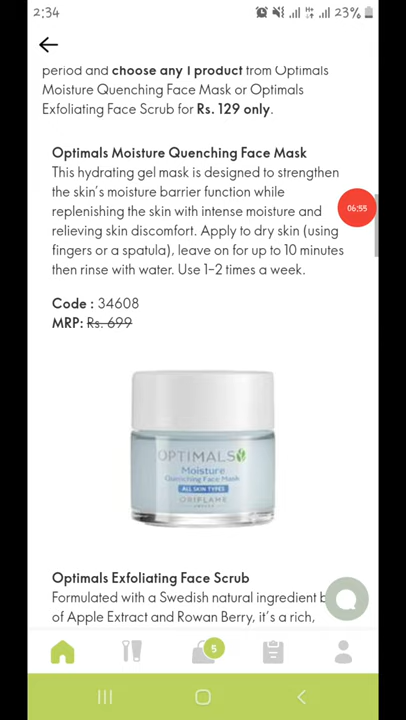 2:34
23%
period and choose any 1 product from Optimals
Moisture Quenching Face Mask or Optimals
Exfoliating Face Scrub for Rs. 129 only.
Optimals Moisture Quenching Face Mask
This hydrating gel mask is designed to strengthen
the skin's moisture barrier function while
replenishing the skin with intense moisture and
relieving skin discomfort. Apply to dry skin (using
fingers or a spatula), leave on for up to 10 minutes
then rinse with water. Use 1-2 times a week.
06:55
Code : 34608
MRP: Rs. 699
OPTIMALS
Moisture
Quenching Face Mask
ALL SKIN TYPES
ORIFLAME
Optimals Exfoliating Face Scrub
Formulated with a Swedish natural ingredient
of Apple Extract and Rowan Berry, it's a rich,
5